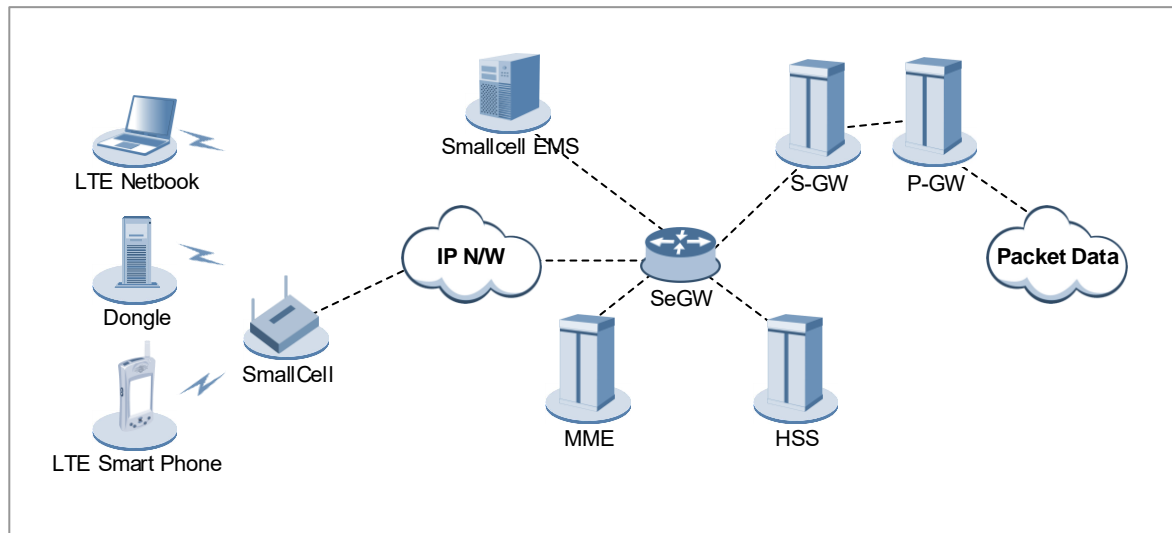 Smallcell EMS
S-GW
P-GW
LTE Netbook
IP N/W
Packet Data
SeGW
Dongle
SmallCell
MME
HSS
LTE Smart Phone